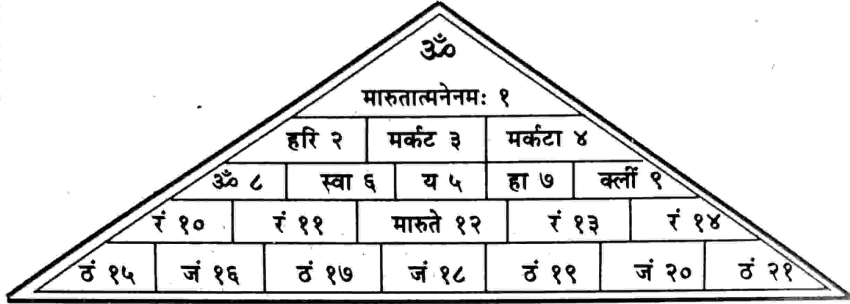 ॐ
मारुतात्मनेनमः १
हरि २ मर्कट ३ मर्कटा ४
ॐ ८ स्वा ६ य ५ हा ७ क्लीं ९
रं १० रं ११ मारुते १२ रं १३ रं १४
ठं १५ जं १६ ठं १७ जं १८ ठं १९ जं २० ठं २१